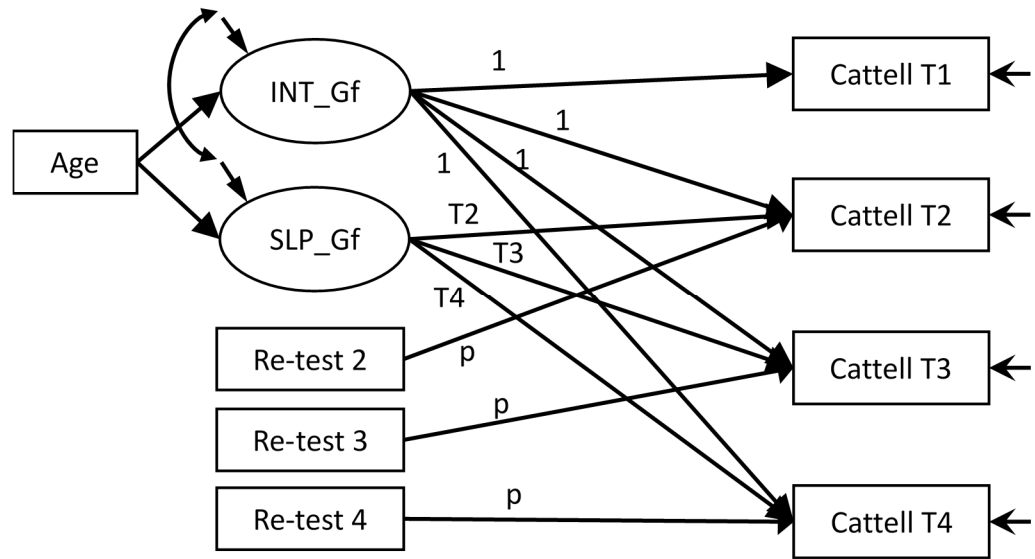 1
Cattell T1
INT_Gf
1
Age
1
1
T2
Cattell T2
SLP_Gf
T3
T4
Re-test 2
p
Cattell T3
p
Re-test 3
p
Re-test 4
Cattell T4